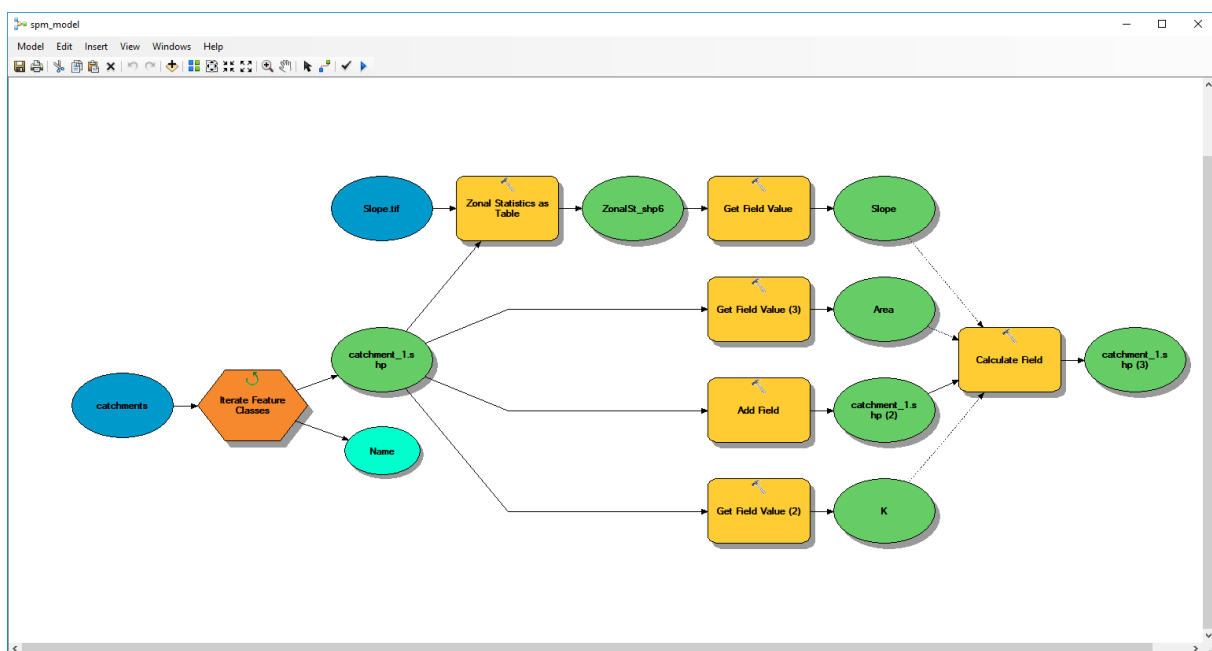 spm_model
Model Edit Insert View Windows Help
Slope.tif
Zonal Statistics as
Table
ZonalSt_shp6
Get Field Value
Slope
Get Field Value (3)
Area
catchment_1.s
hp
Calculate Field
catchment_1.s
hp (3)
catchments
Iterate Feature
Classes
Add Field
catchment_1.s
hp (2)
Name
Get Field Value (2)
K